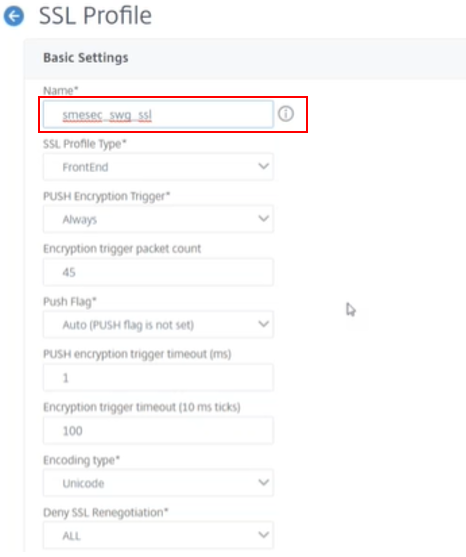 SSL Profile
Basic Settings
Name*
smesec_swg_ssl
SSL Profile Type*
FrontEnd
PUSH Encryption Trigger*
Always
Encryption trigger packet count
45
Push Flag*
Auto (PUSH flag is not set)
PUSH encryption trigger timeout (ms)
1
Encryption trigger timeout (10 ms ticks)
100
Encoding type*
Unicode
Deny SSL Renegotiation*
ALL